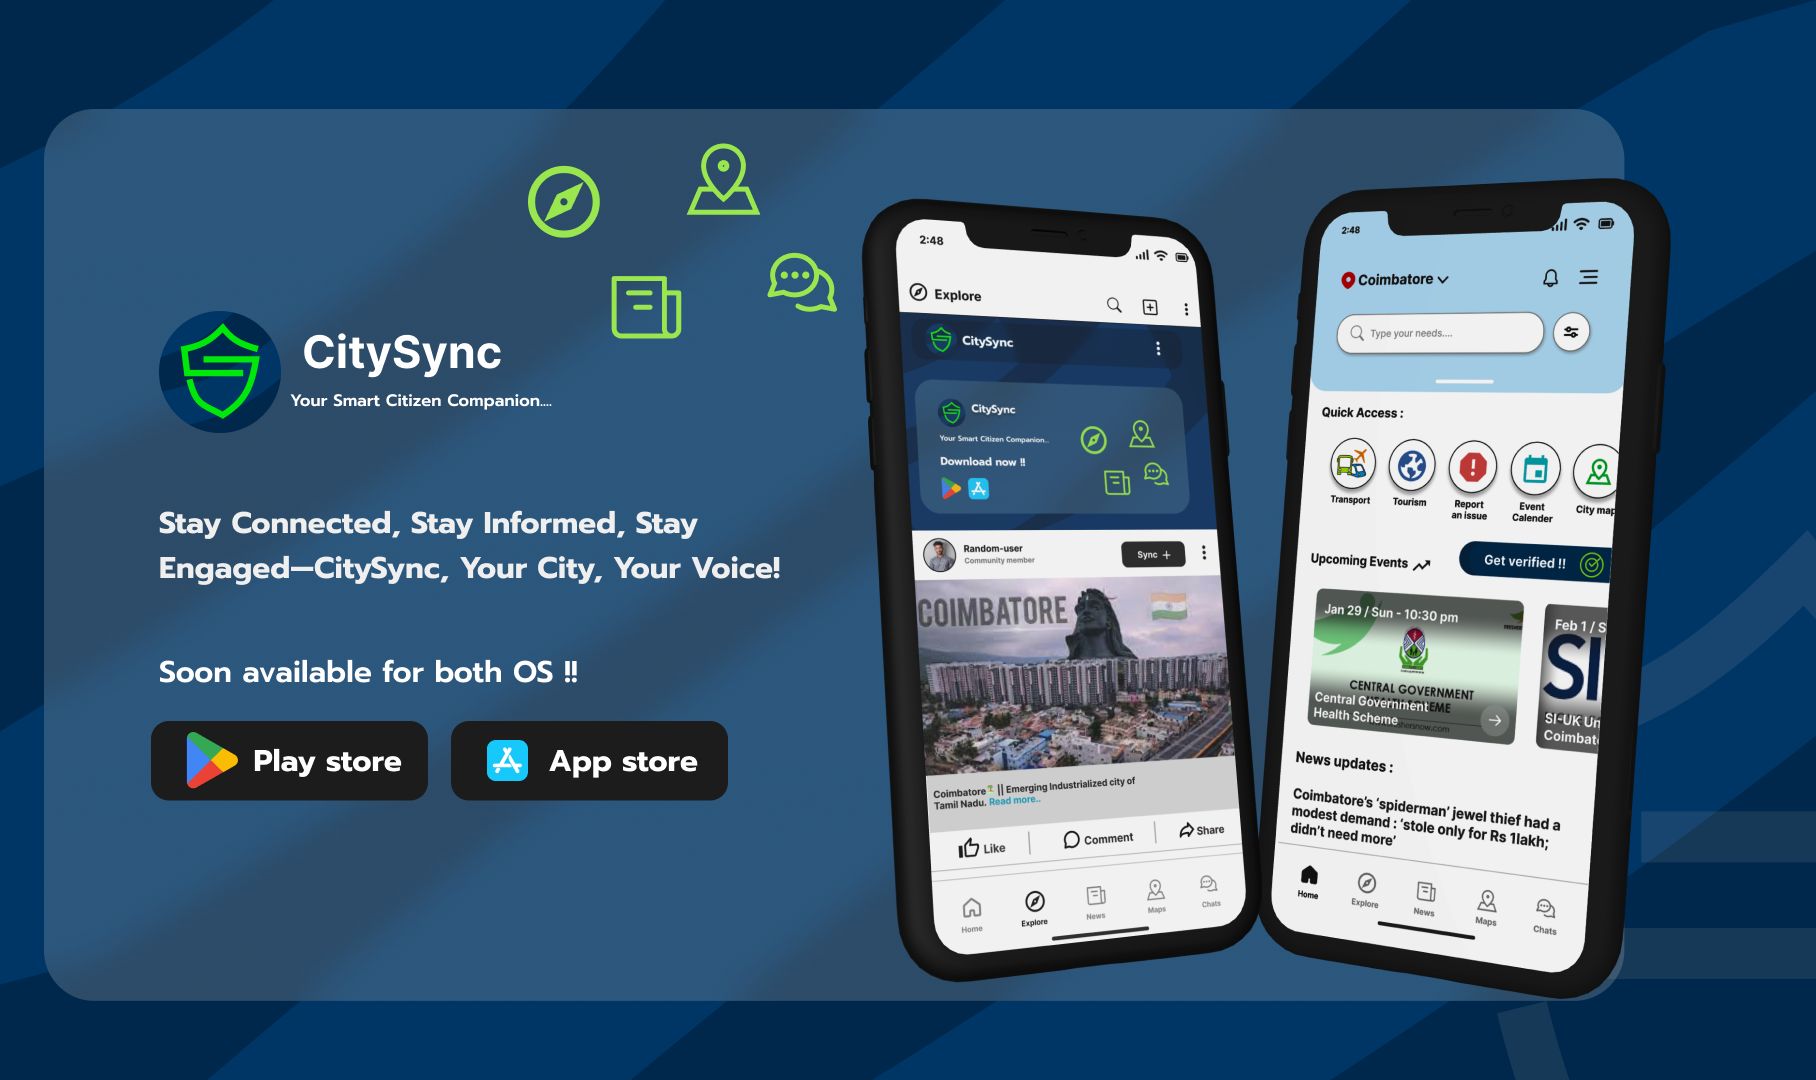 CitySync
Your Smart Citizen Companion....
Stay Connected, Stay Informed, Stay
Engaged—CitySync, Your City, Your Voice!
Soon available for both OS !!
Play store
App store
2:48
Explore
CitySync
CitySync
Your Smart Citizen Companion...
Download now !!
Random-user
Community member
Sync +
COIMBATORE
Coimbatore || Emerging Industrialized city of
Tamil Nadu. Read more..
Like
Comment
Share
Home
Explore
News
Maps
Chats
2:48
Coimbatore
Type your needs....
Quick Access :
Transport
Tourism
Report
an issue
Event
Calender
City map
Upcoming Events
Get verified !!
Jan 29 / Sun - 10:30 pm
CENTRAL GOVERNMENT
Central Government
Health Scheme
Feb 1 / S
SI
SI-UK Un
Coimbat
News updates :
Coimbatore's 'spiderman' jewel thief had a
modest demand : 'stole only for Rs 1lakh;
didn't need more'
Home
Explore
News
Maps
Chats